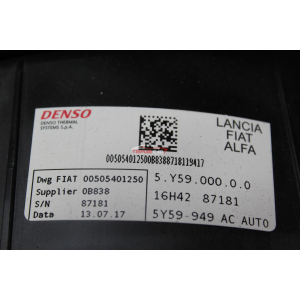 DENSO
DENSO THERMAL
SYSTEMS S.p.A.
LANCIA
FIAT
ALFA
005054012500B8388718119417
Dwg FIAT 00505401250
Supplier 0B838
S/N 87181
Data 13.07.17
5.Y59.000.0.0
16H42 87181
5Y59-949 AC AUTO